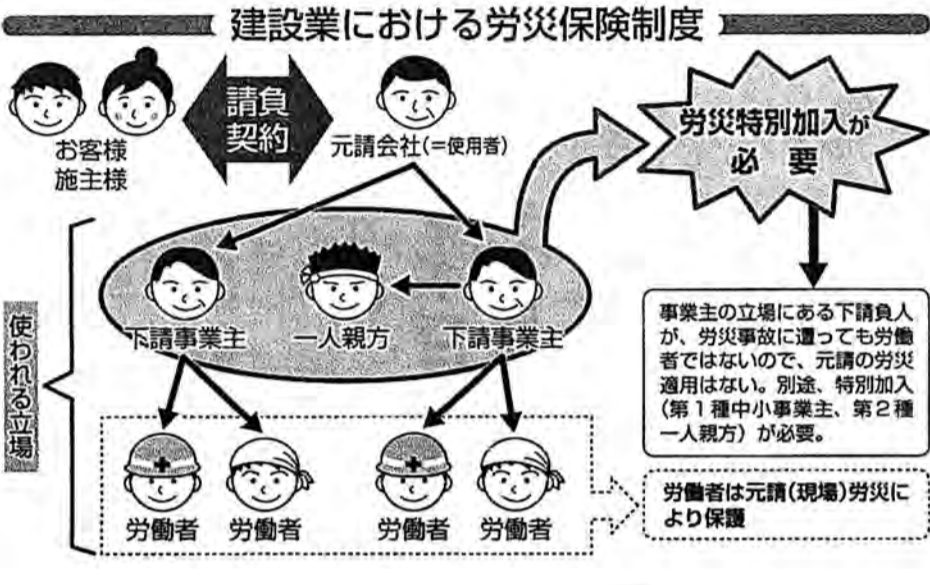 建設業における労災保険制度
請負
契約
お客様
施主様
元請会社(=使用者)
労災特別加入が
必要
使われる立場
下請事業主
一人親方
下請事業主
事業主の立場にある下請負人
が、労災事故に遭っても労働
者ではないので、元請の労災
適用はない。別途、特別加入
(第1種中小事業主、第2種
一人親方)が必要。
労働者
労働者
労働者
労働者
労働者は元請(現場)労災に
より保護